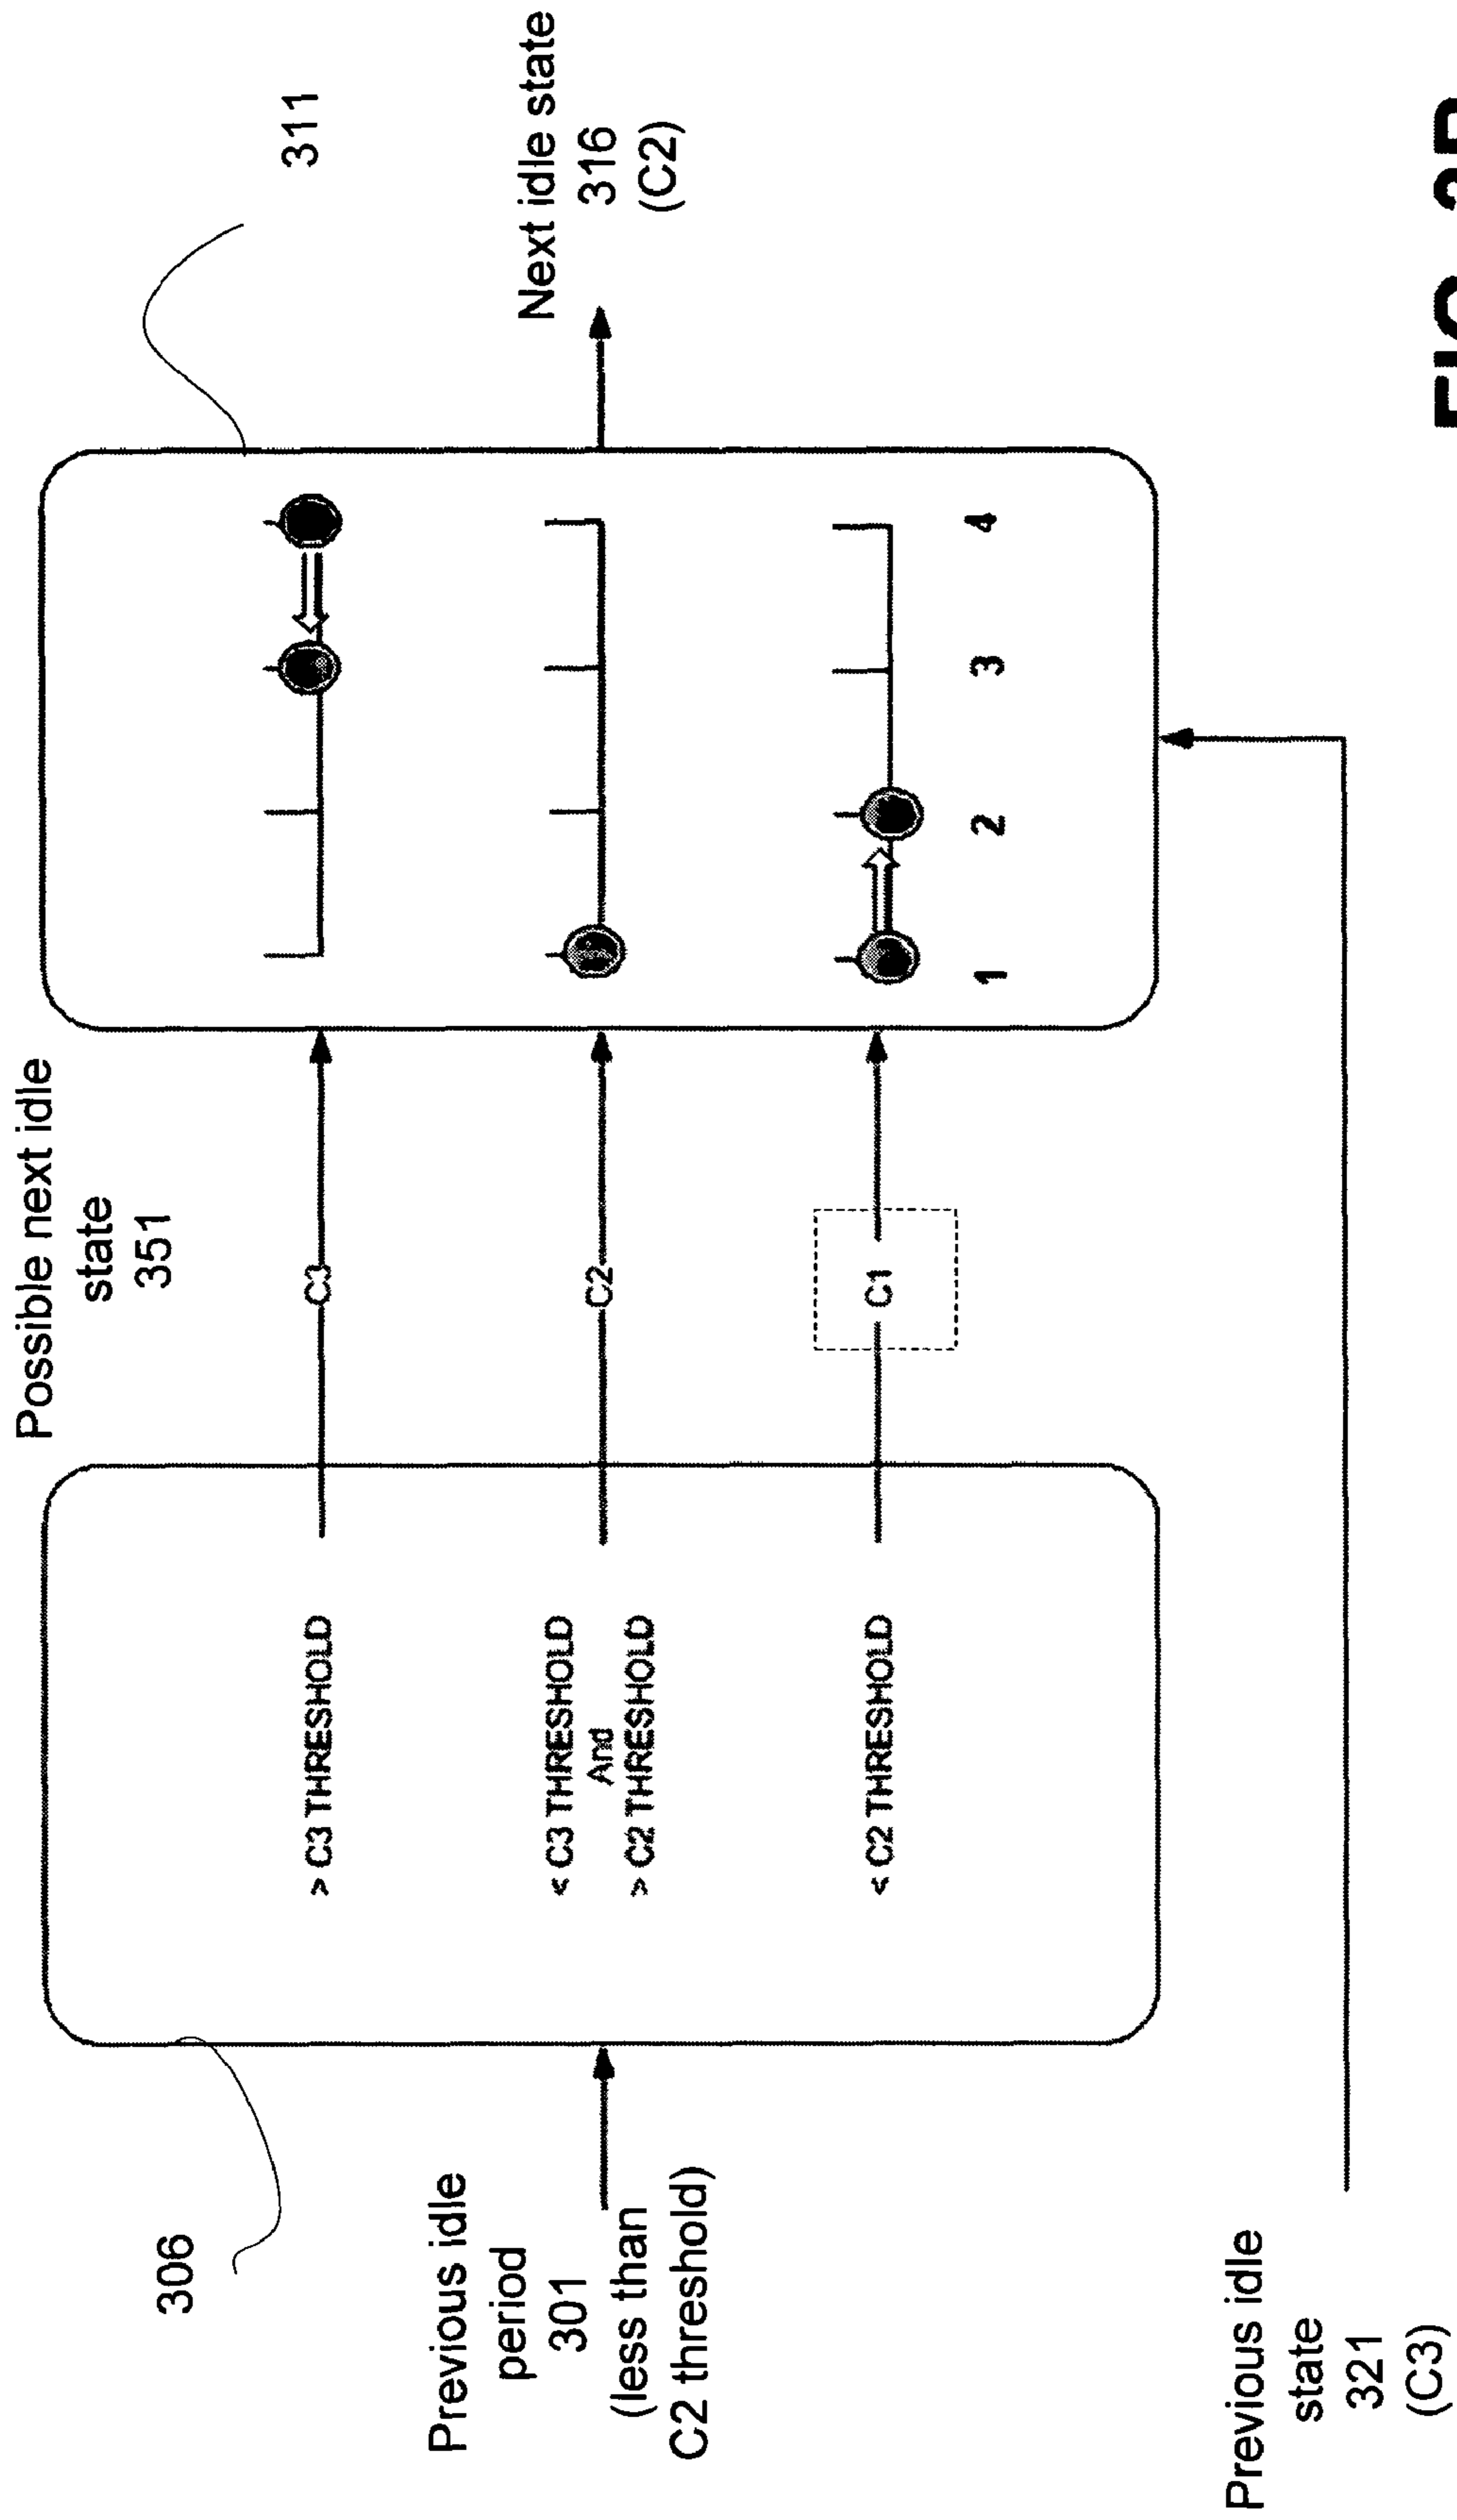 Possible next idle
state
351
306
311
Previous idle
period
301
(less than
C2 threshold)
> C3 THRESHOLD
< C3 THRESHOLD
And
> C2 THRESHOLD
< C2 THRESHOLD
C3
C2
C1
1
2
3
4
Next idle state
316
(C2)
Previous idle
state
321
(C3)